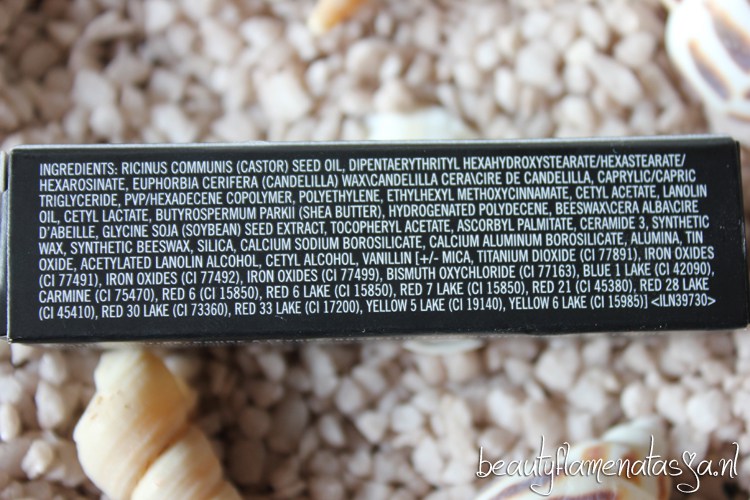 INGREDIENTS: RICINUS COMMUNIS (CASTOR) SEED OIL, DIPENTAERYTHRITYL HEXAHYDROXYSTEARATE/HEXASTEARATE/
HEXAROSINATE, EUPHORBIA CERIFERA (CANDELILLA) WAX\CANDELILLA CERA\CIRE DE CANDELILLA, CAPRYLIC/CAPRIC
TRIGLYCERIDE, PVP/HEXADECENE COPOLYMER, POLYETHYLENE, ETHYLHEXYL METHOXYCINNAMATE, CETYL ACETATE, LANOLIN
OIL, CETYL LACTATE, BUTYROSPERMUM PARKII (SHEA BUTTER), HYDROGENATED POLYDECENE, BEESWAX\CERA ALBA\CIRE
D'ABEILLE, GLYCINE SOJA (SOYBEAN) SEED EXTRACT, TOCOPHERYL ACETATE, ASCORBYL PALMITATE, CERAMIDE 3, SYNTHETIC
WAX, SYNTHETIC BEESWAX, SILICA, CALCIUM SODIUM BOROSILICATE, CALCIUM ALUMINUM BOROSILICATE, ALUMINA, TIN
OXIDE, ACETYLATED LANOLIN ALCOHOL, CETYL ALCOHOL, VANILLIN [+/- MICA, TITANIUM DIOXIDE (CI 77891), IRON OXIDES
(CI 77491), IRON OXIDES (CI 77492), IRON OXIDES (CI 77499), BISMUTH OXYCHLORIDE (CI 77163), BLUE 1 LAKE (CI 42090),
CARMINE (CI 75470), RED 6 (CI 15850), RED 6 LAKE (CI 15850), RED 7 LAKE (CI 15850), RED 21 (CI 45380), RED 28 LAKE
(CI 45410), RED 30 LAKE (CI 73360), RED 33 LAKE (CI 17200), YELLOW 5 LAKE (CI 19140), YELLOW 6 LAKE (CI 15985)] <ILN39730>
beautyflamenatasja.nl